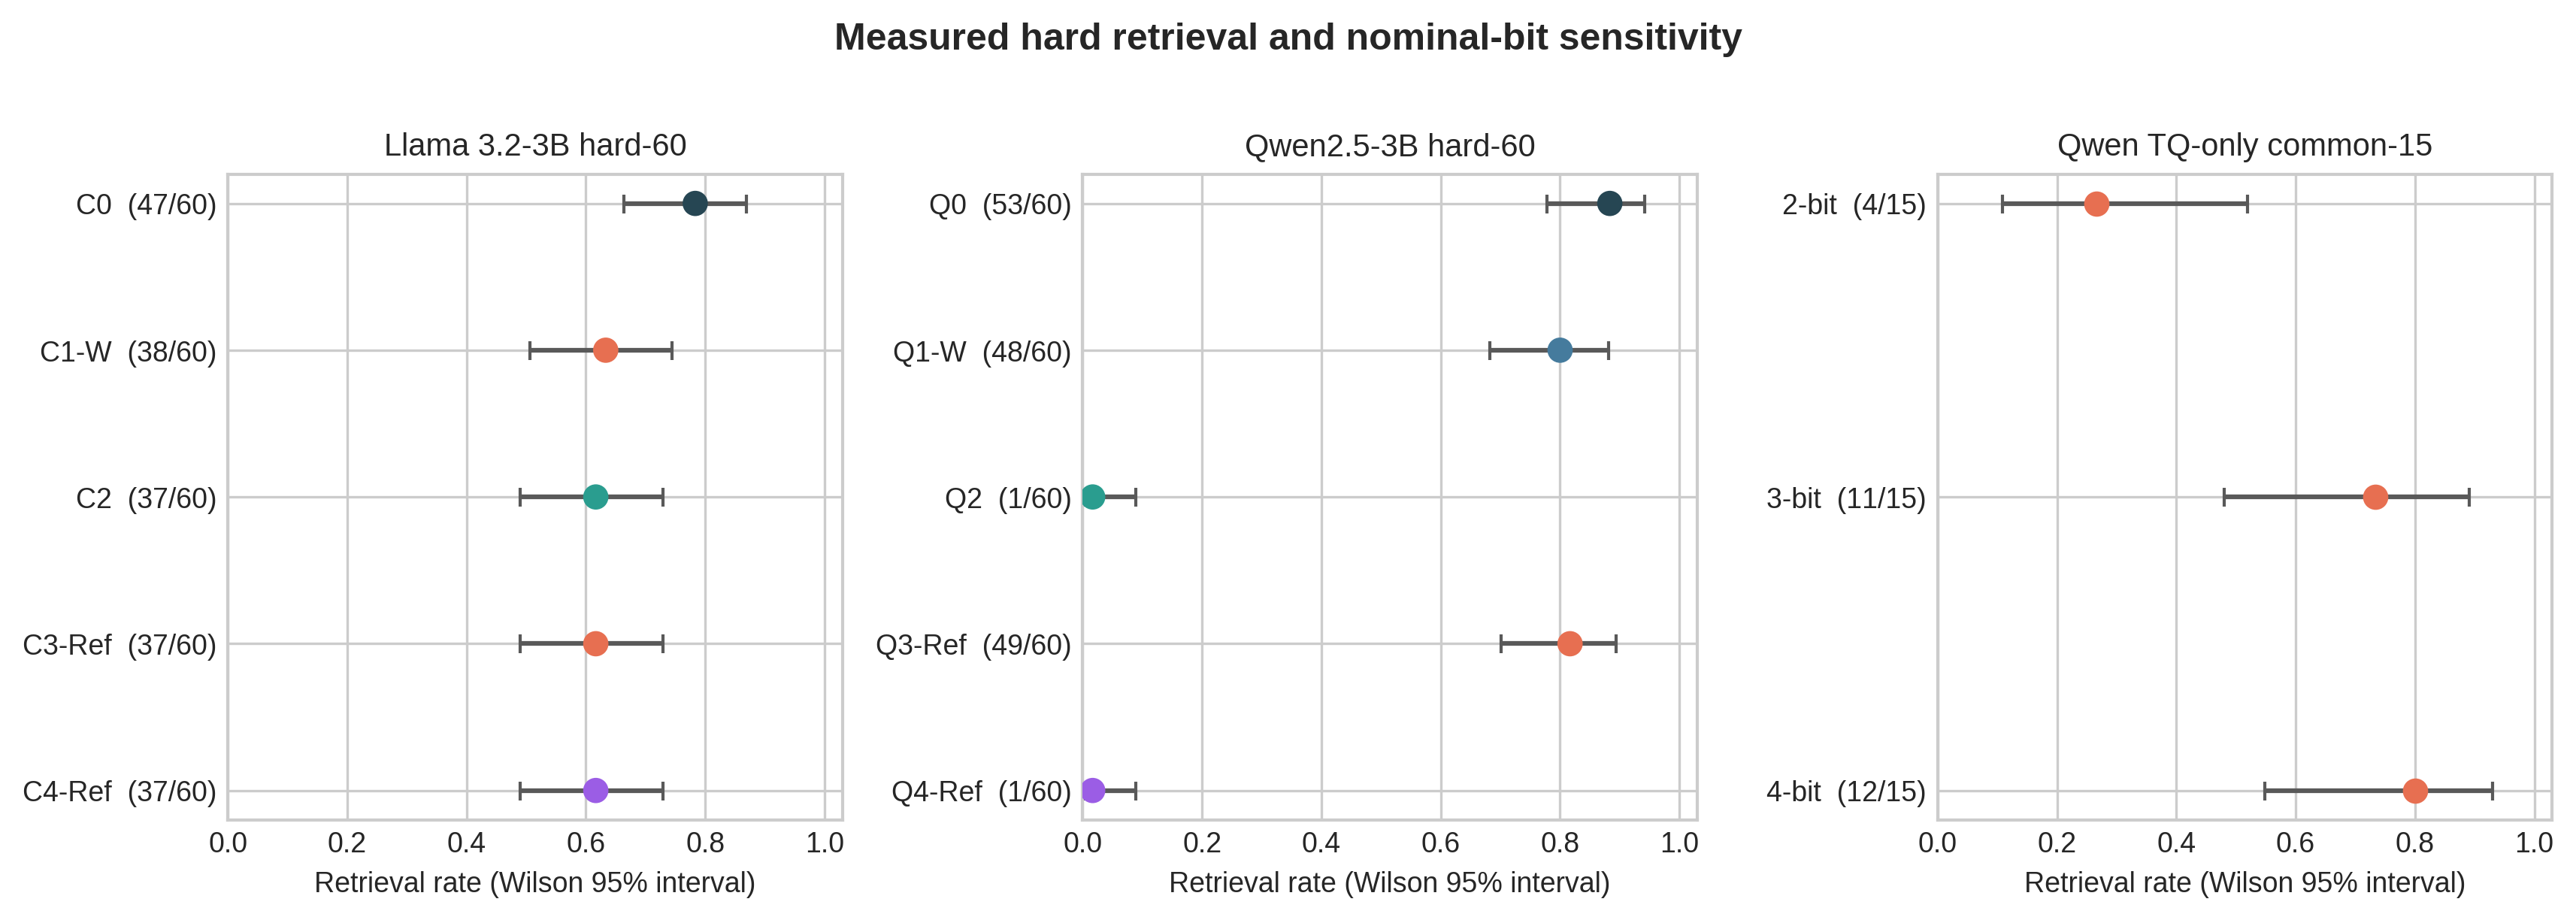 Measured hard retrieval and nominal-bit sensitivity
Llama 3.2-3B hard-60
C0 (47/60)
C1-W (38/60)
C2 (37/60)
C3-Ref (37/60)
C4-Ref (37/60)
0.0 0.2 0.4 0.6 0.8 1.0
Retrieval rate (Wilson 95% interval)
Qwen2.5-3B hard-60
Q0 (53/60)
Q1-W (48/60)
Q2 (1/60)
Q3-Ref (49/60)
Q4-Ref (1/60)
0.0 0.2 0.4 0.6 0.8 1.0
Retrieval rate (Wilson 95% interval)
Qwen TQ-only common-15
2-bit (4/15)
3-bit (11/15)
4-bit (12/15)
0.0 0.2 0.4 0.6 0.8 1.0
Retrieval rate (Wilson 95% interval)